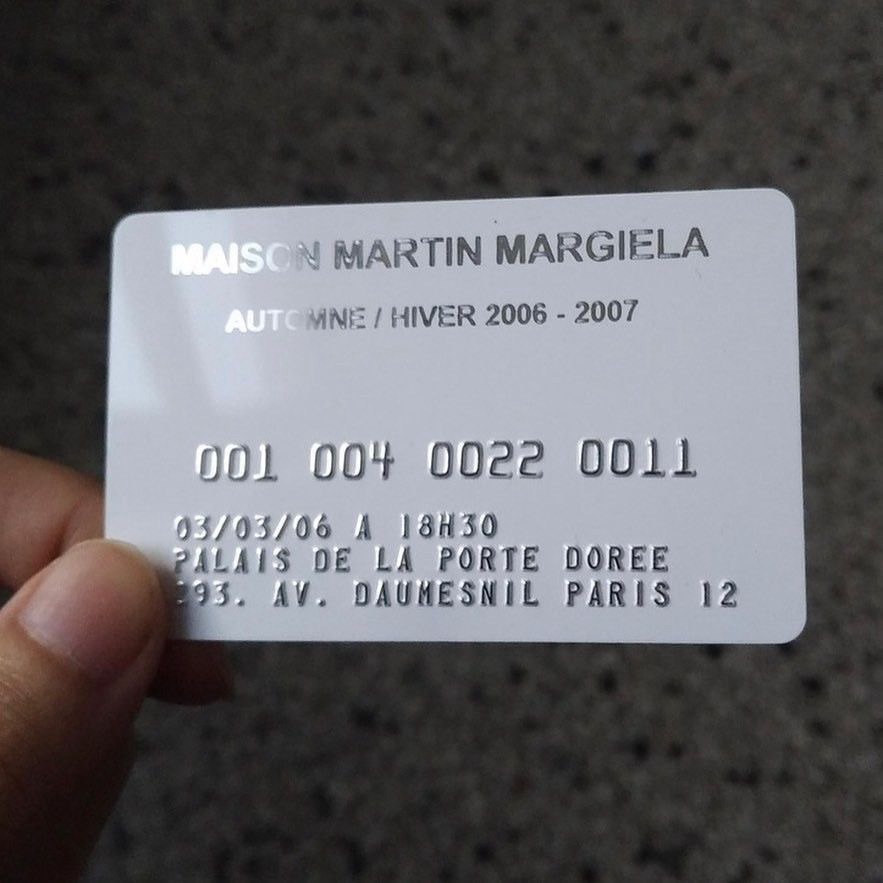 MAISON MARTIN MARGIELA
AUTOMNE / HIVER 2006 - 2007
001 004 0022 0011
03/03/06 A 18H30
PALAIS DE LA PORTE DOREE
293. AV. DAUMESNIL PARIS 12